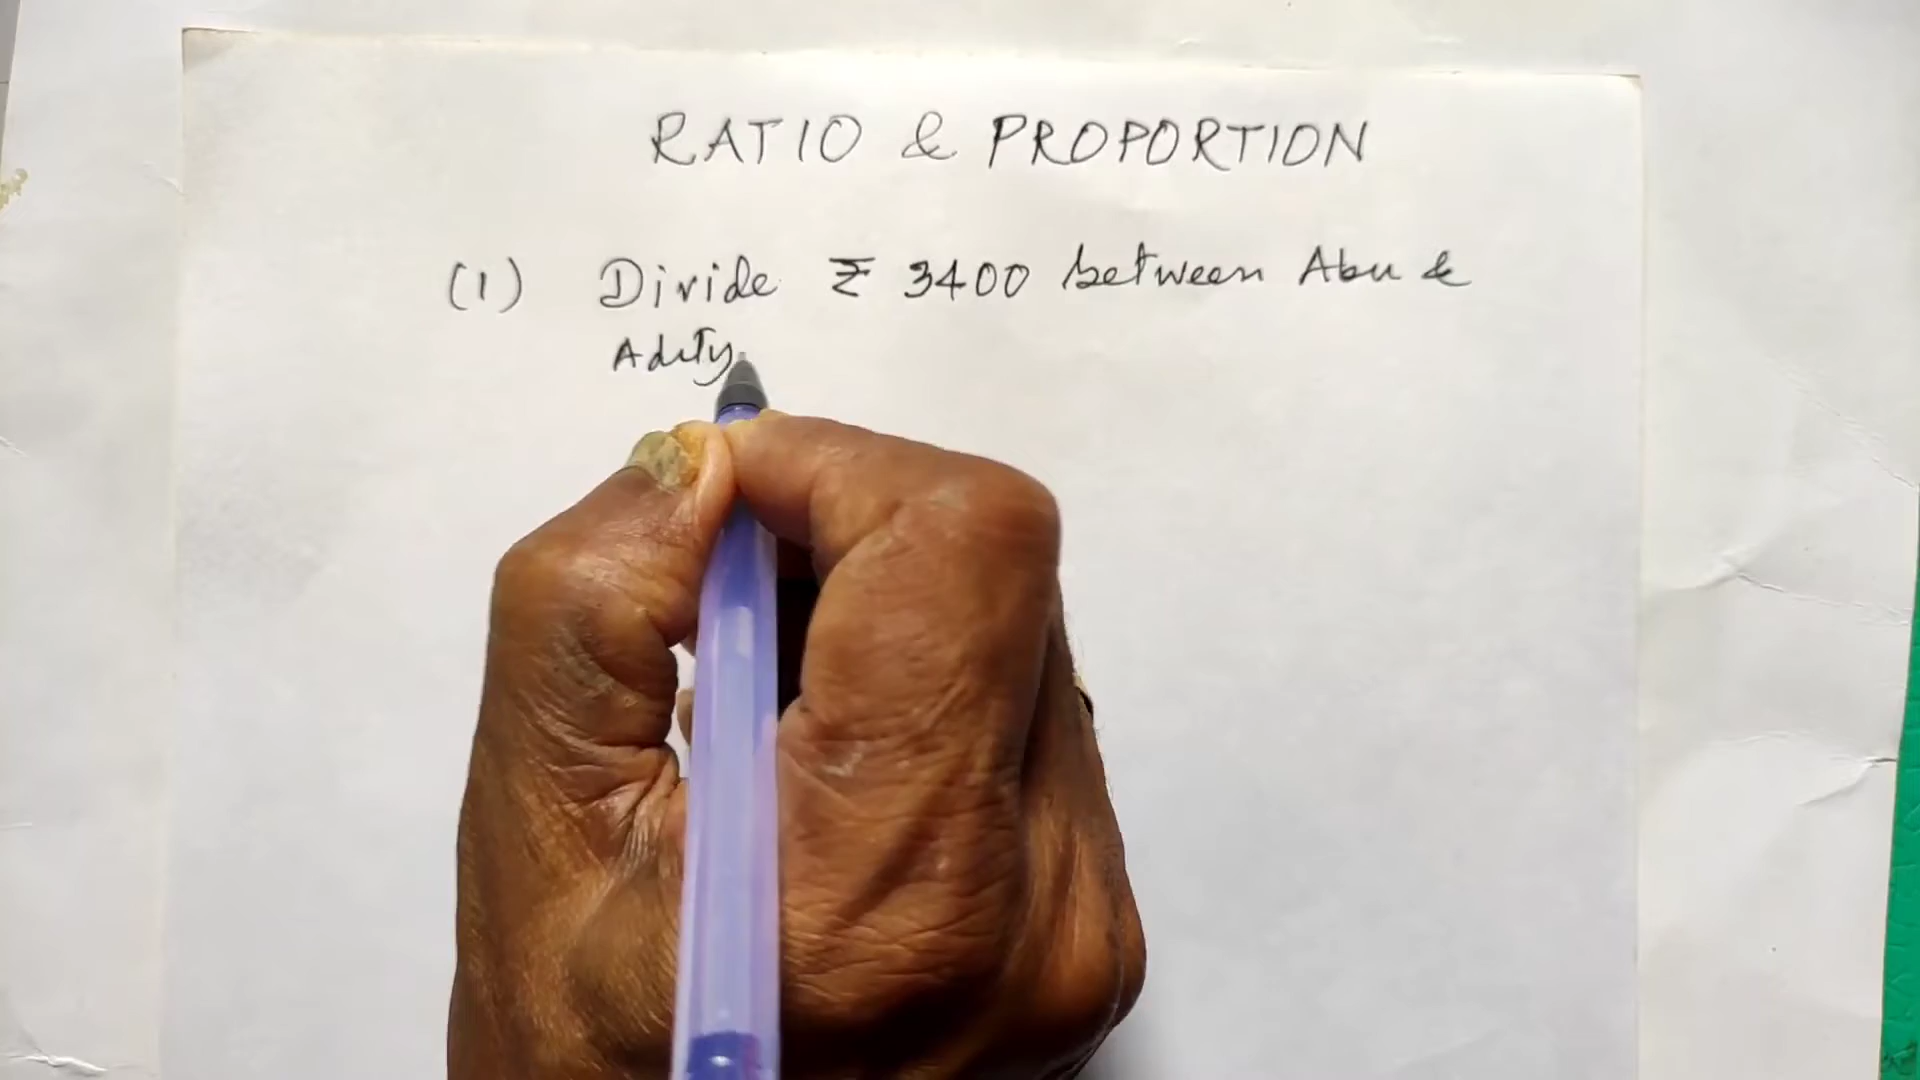 RATIO & PROPORTION
(1) Divide ₹ 3400 between Abu &
Adity